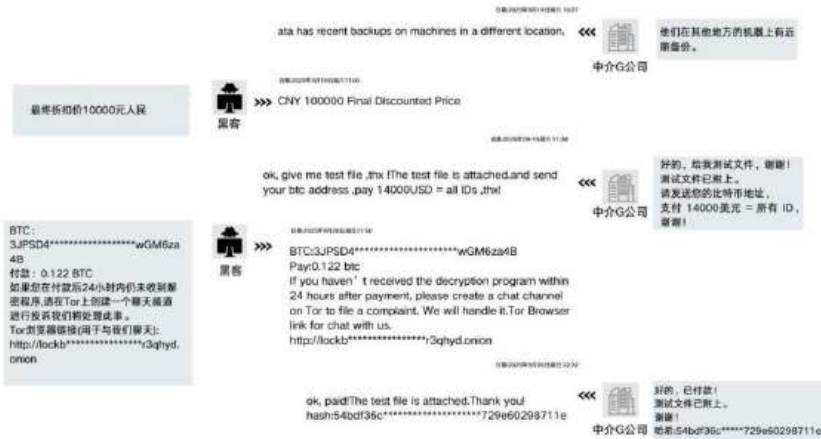 ata has recent backups on machines in a different location.
<<<
他们在其他地方的机器上有近
期备份。
中介G公司
最终折扣价10000元人民
>>>
CNY 100000 Final Discounted Price
黑客
ok, give me test file ,thx !The test file is attached.and send
your btc address ,pay 14000USD = all IDs ,thx!
<<<
中介G公司
好的，给我测试文件，谢谢！
测试文件已附上。
请发送您的比特币地址，
支付 14000美元 = 所有 ID，
谢谢！
BTC：
3JPSD4******************wGM6za
4B
付款：0.122 BTC
如果您在付款后24小时内仍未收到解
密程序,请在Tor上创建一个聊天频道
进行投诉我们将处理此事。
Tor浏览器链接(用于与我们聊天):
http://lockb*****************r3qhyd.
onion
>>>
黑客
BTC:3JPSD4*********************wGM6za4B
Pay:0.122 btc
If you haven't received the decryption program within
24 hours after payment, please create a chat channel
on Tor to file a complaint. We will handle it.Tor Browser
link for chat with us.
http://lockb*****************r3qhyd.onion
ok, paid!The test file is attached.Thank you!
hash:54bdf36c*********************729e60298711e
<<<
中介G公司
好的，已付款！
测试文件已附上。
谢谢！
哈希:54bdf36c*****729e60298711e